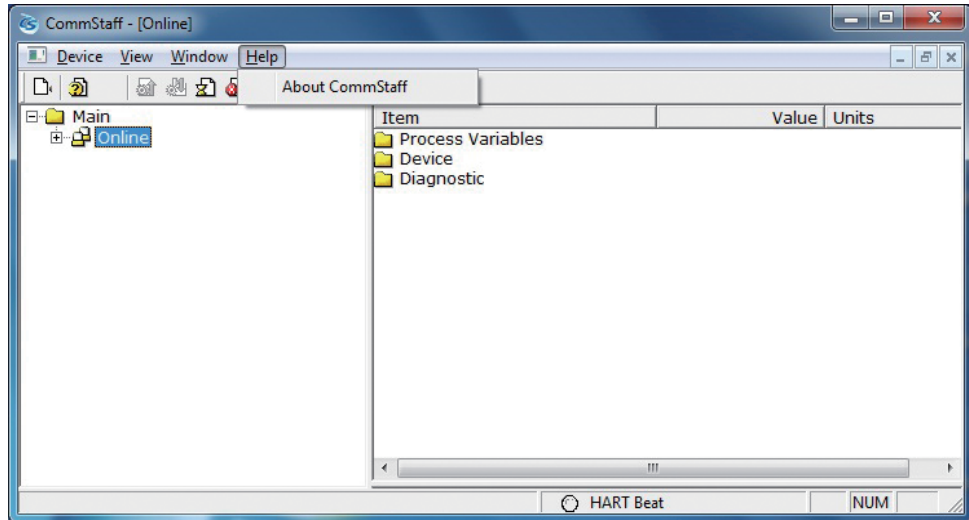 CommStaff - [Online]
Device View Window Help
About CommStaff
Main
Online
Item Value Units
Process Variables
Device
Diagnostic
HART Beat NUM